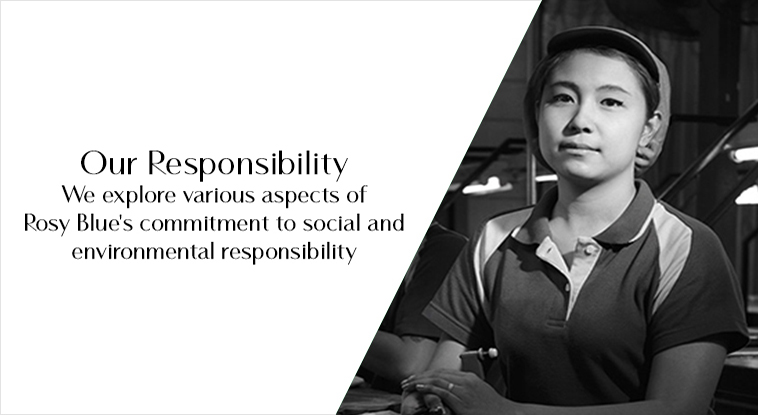 Our Responsibility
We explore various aspects of
Rosy Blue's commitment to social and
environmental responsibility